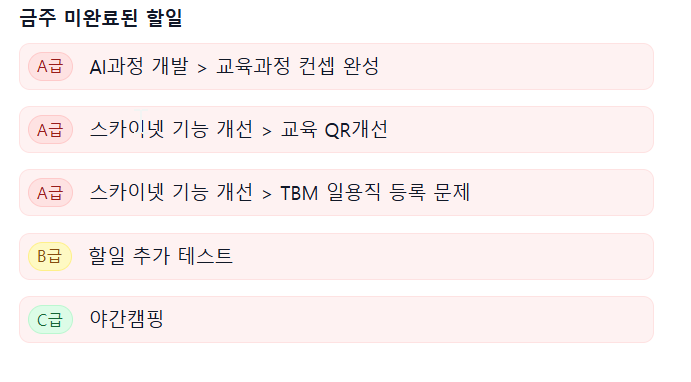 금주 미완료된 할일
A급 AI과정 개발 > 교육과정 컨셉 완성
A급 스카이넷 기능 개선 > 교육 QR개선
A급 스카이넷 기능 개선 > TBM 일용직 등록 문제
B급 할일 추가 테스트
C급 야간캠핑